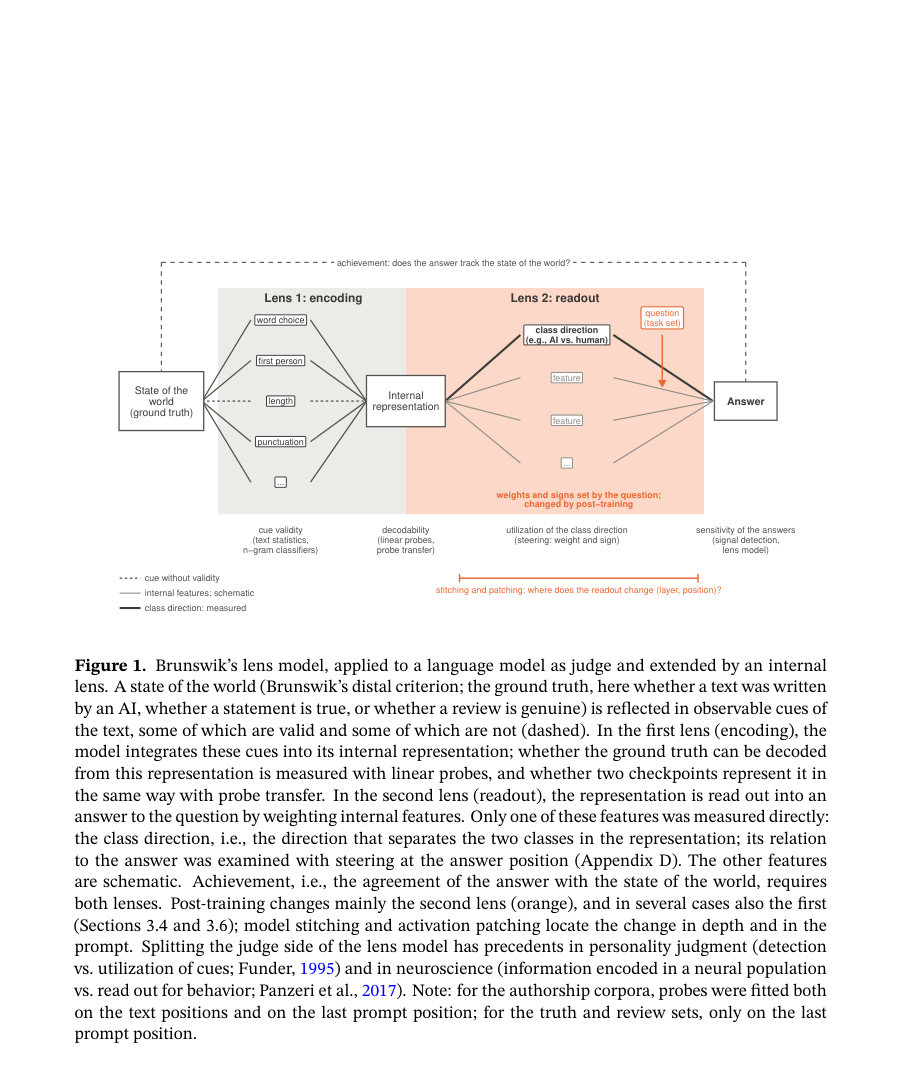 achievement: does the answer track the state of the world?
Lens 1: encoding
Lens 2: readout
word choice
first person
length
punctuation
...
State of the
world
(ground truth)
Internal
representation
class direction
(e.g., AI vs. human)
feature
feature
...
question
(task set)
Answer
weights and signs set by the question;
changed by post−training
cue validity
(text statistics,
n−gram classifiers)
decodability
(linear probes,
probe transfer)
utilization of the class direction
(steering: weight and sign)
sensitivity of the answers
(signal detection,
lens model)
cue without validity
internal features: schematic
class direction: measured
stitching and patching: where does the readout change (layer, position)?
Figure 1. Brunswik’s lens model, applied to a language model as judge and extended by an internal
lens. A state of the world (Brunswik’s distal criterion; the ground truth, here whether a text was written
by an AI, whether a statement is true, or whether a review is genuine) is reflected in observable cues of
the text, some of which are valid and some of which are not (dashed). In the first lens (encoding), the
model integrates these cues into its internal representation; whether the ground truth can be decoded
from this representation is measured with linear probes, and whether two checkpoints represent it in
the same way with probe transfer. In the second lens (readout), the representation is read out into an
answer to the question by weighting internal features. Only one of these features was measured directly:
the class direction, i.e., the direction that separates the two classes in the representation; its relation
to the answer was examined with steering at the answer position (Appendix D). The other features
are schematic. Achievement, i.e., the agreement of the answer with the state of the world, requires
both lenses. Post-training changes mainly the second lens (orange), and in several cases also the first
(Sections 3.4 and 3.6); model stitching and activation patching locate the change in depth and in the
prompt. Splitting the judge side of the lens model has precedents in personality judgment (detection
vs. utilization of cues; Funder, 1995) and in neuroscience (information encoded in a neural population
vs. read out for behavior; Panzeri et al., 2017). Note: for the authorship corpora, probes were fitted both
on the text positions and on the last prompt position; for the truth and review sets, only on the last
prompt position.